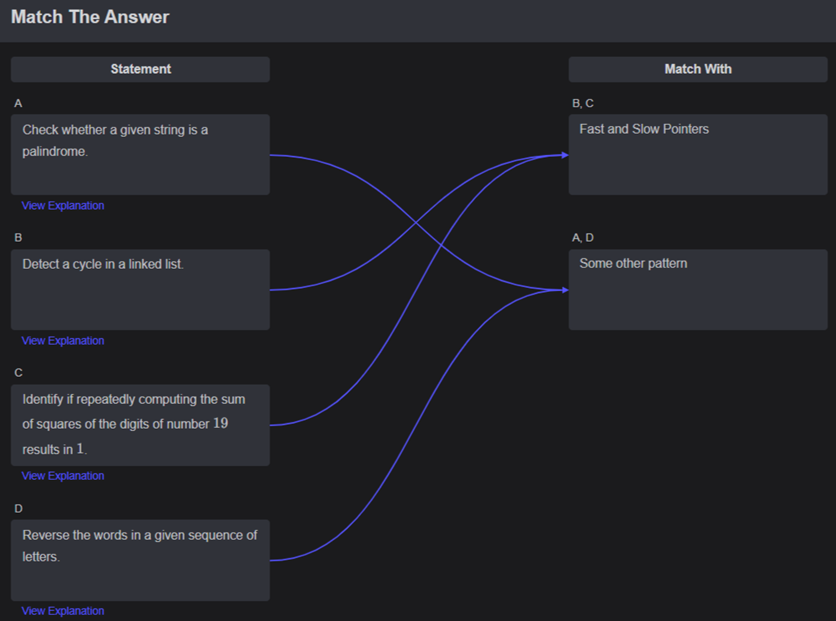 Match The Answer
Statement
Match With
A
Check whether a given string is a
palindrome.
View Explanation
B, C
Fast and Slow Pointers
B
Detect a cycle in a linked list.
View Explanation
A, D
Some other pattern
C
Identify if repeatedly computing the sum
of squares of the digits of number 19
results in 1.
View Explanation
D
Reverse the words in a given sequence of
letters.
View Explanation